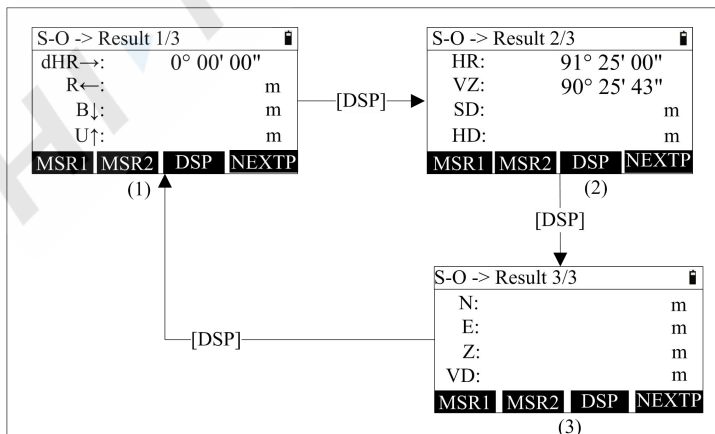 S-O -> Result 1/3
dHR→: 0° 00' 00"
R←: m
B↓: m
U↑: m
MSR1 MSR2 DSP NEXTP
(1)
[DSP]
S-O -> Result 2/3
HR: 91° 25' 00"
VZ: 90° 25' 43"
SD: m
HD: m
MSR1 MSR2 DSP NEXTP
(2)
[DSP]
S-O -> Result 3/3
N: m
E: m
Z: m
VD: m
MSR1 MSR2 DSP NEXTP
(3)
[DSP]